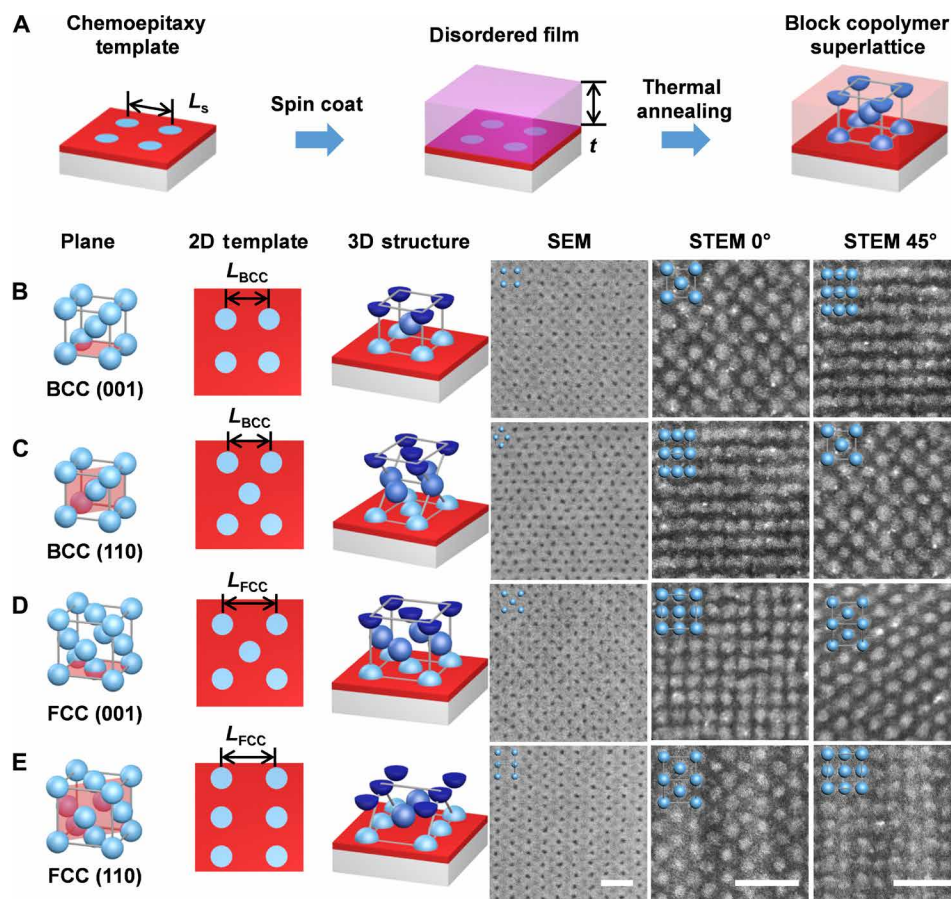 A
Chemoepitaxy
template
Ls
Spin coat
Disordered film
t
Thermal
annealing
Block copolymer
superlattice
Plane
2D template
3D structure
SEM
STEM 0°
STEM 45°
B
LBCC
BCC (001)
C
LBCC
BCC (110)
D
LFCC
FCC (001)
E
LFCC
FCC (110)